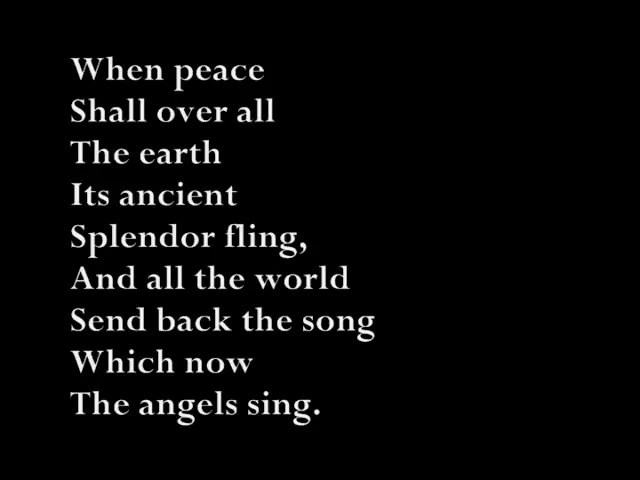 When peace
Shall over all
The earth
Its ancient
Splendor fling,
And all the world
Send back the song
Which now
The angels sing.